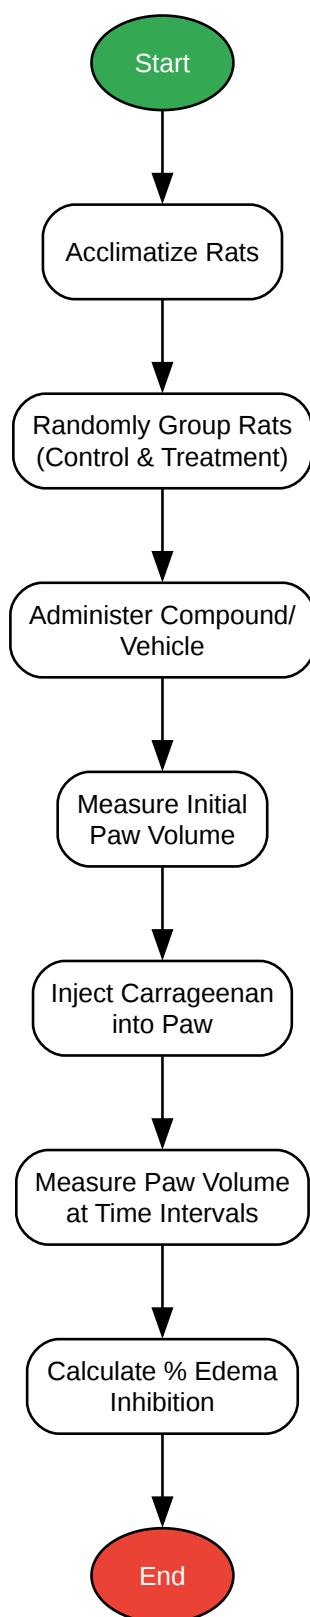 Start
Acclimatize Rats
Randomly Group Rats
(Control & Treatment)
Administer Compound/
Vehicle
Measure Initial
Paw Volume
Inject Carrageenan
into Paw
Measure Paw Volume
at Time Intervals
Calculate % Edema
Inhibition
End